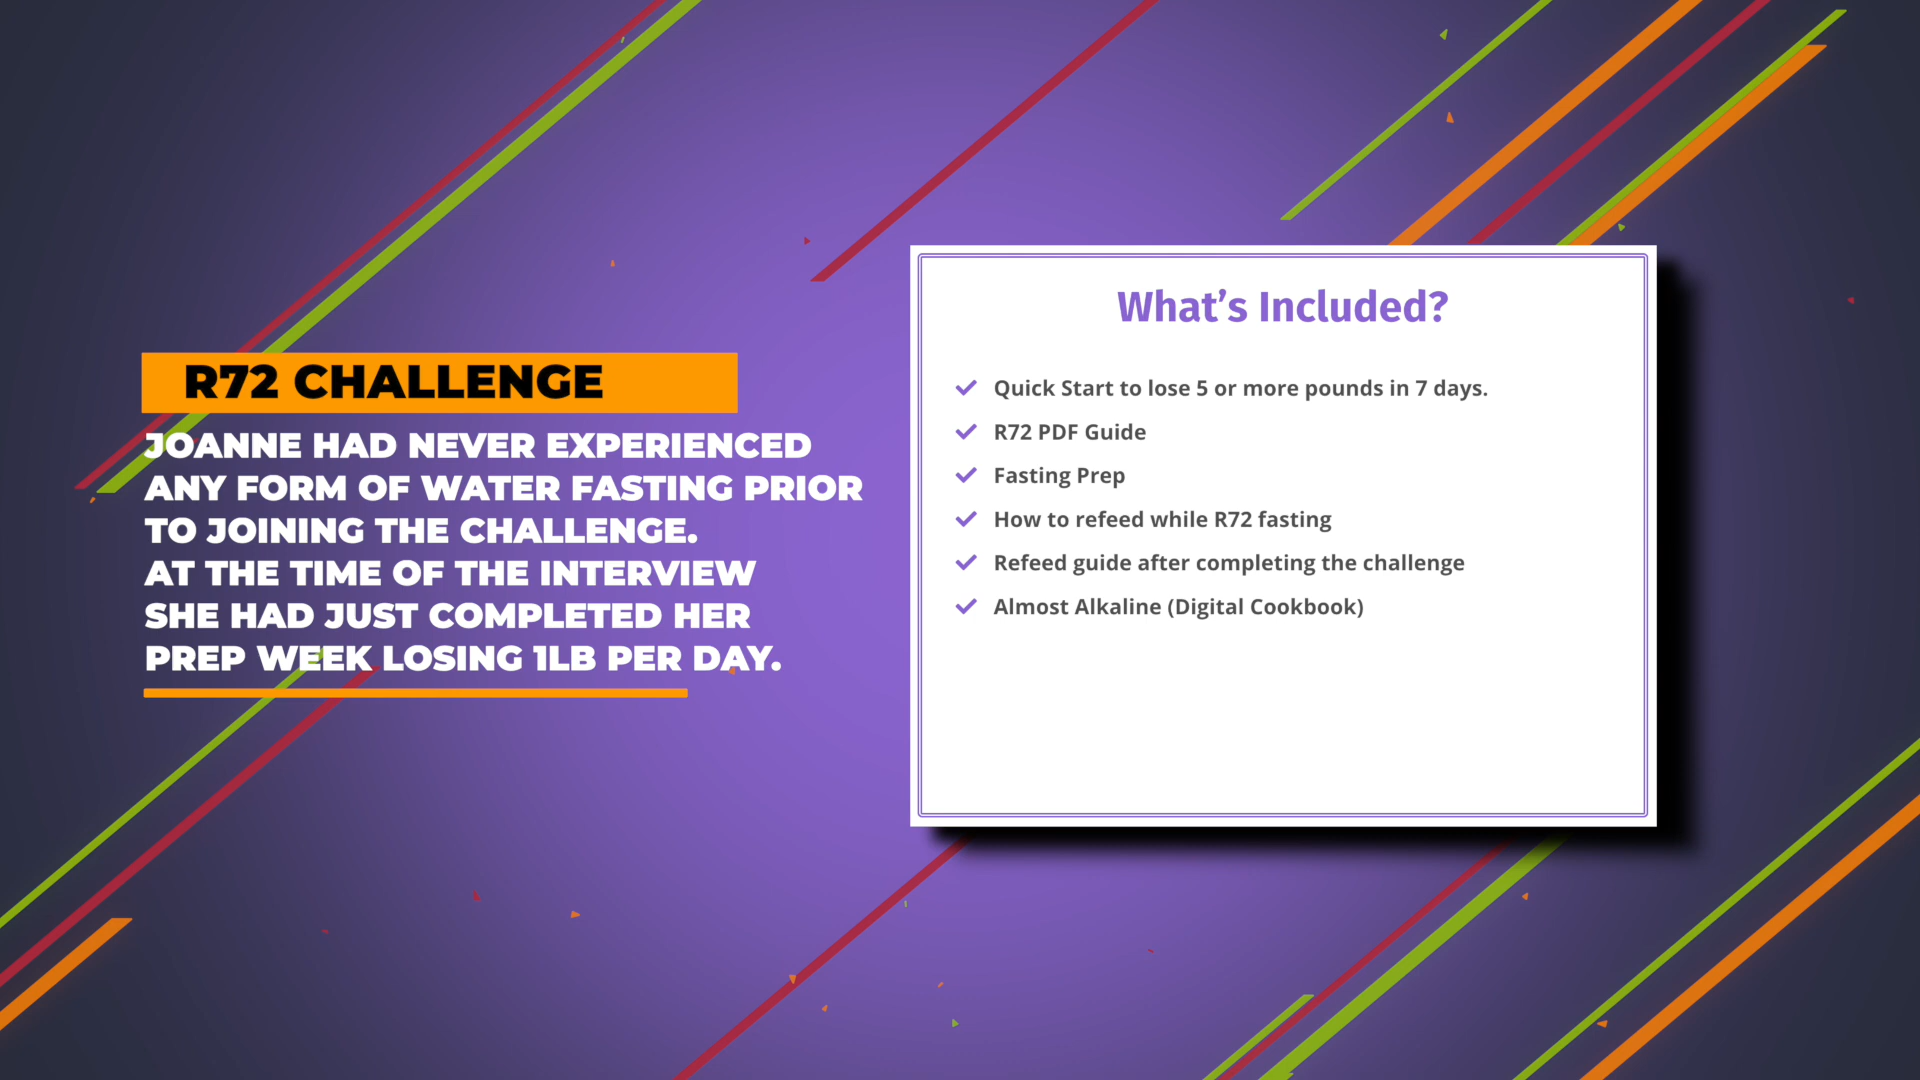 R72 CHALLENGE
JOANNE HAD NEVER EXPERIENCED
ANY FORM OF WATER FASTING PRIOR
TO JOINING THE CHALLENGE.
AT THE TIME OF THE INTERVIEW
SHE HAD JUST COMPLETED HER
PREP WEEK LOSING 1LB PER DAY.
What’s Included?
Quick Start to lose 5 or more pounds in 7 days.
R72 PDF Guide
Fasting Prep
How to refeed while R72 fasting
Refeed guide after completing the challenge
Almost Alkaline (Digital Cookbook)